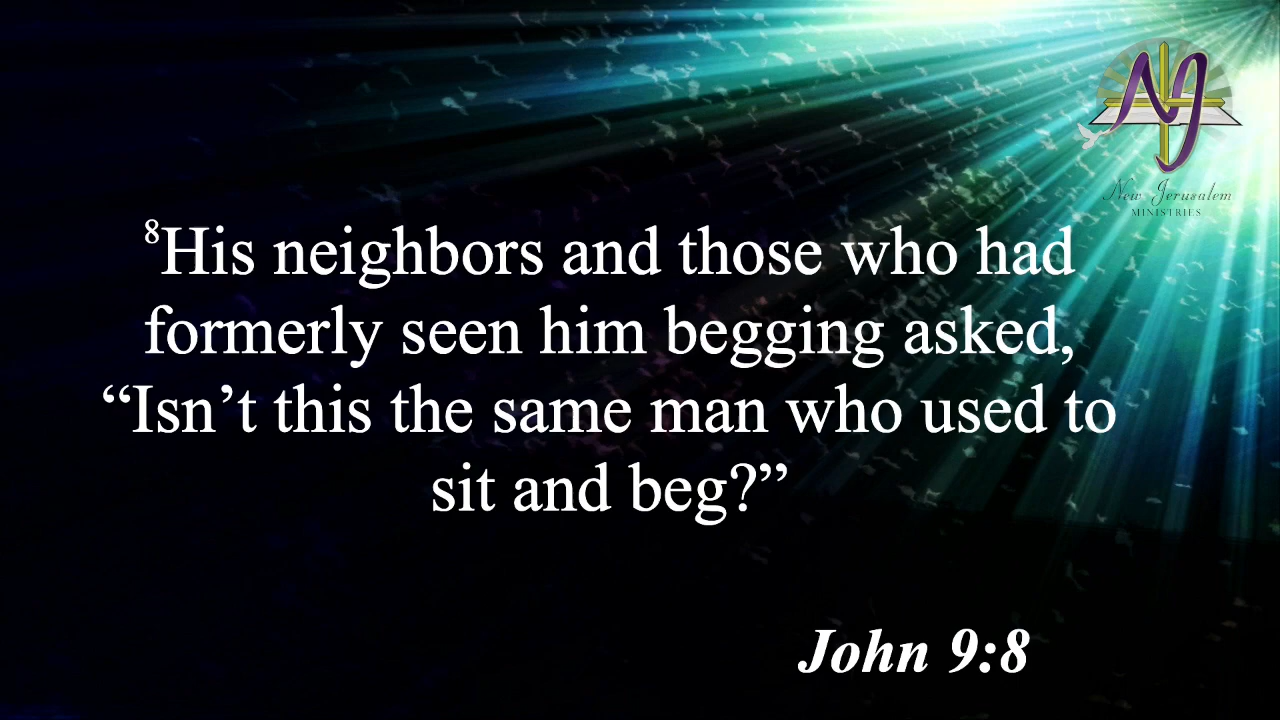 NJ
New Jerusalem
MINISTRIES
⁸His neighbors and those who had
formerly seen him begging asked,
“Isn’t this the same man who used to
sit and beg?”
John 9:8